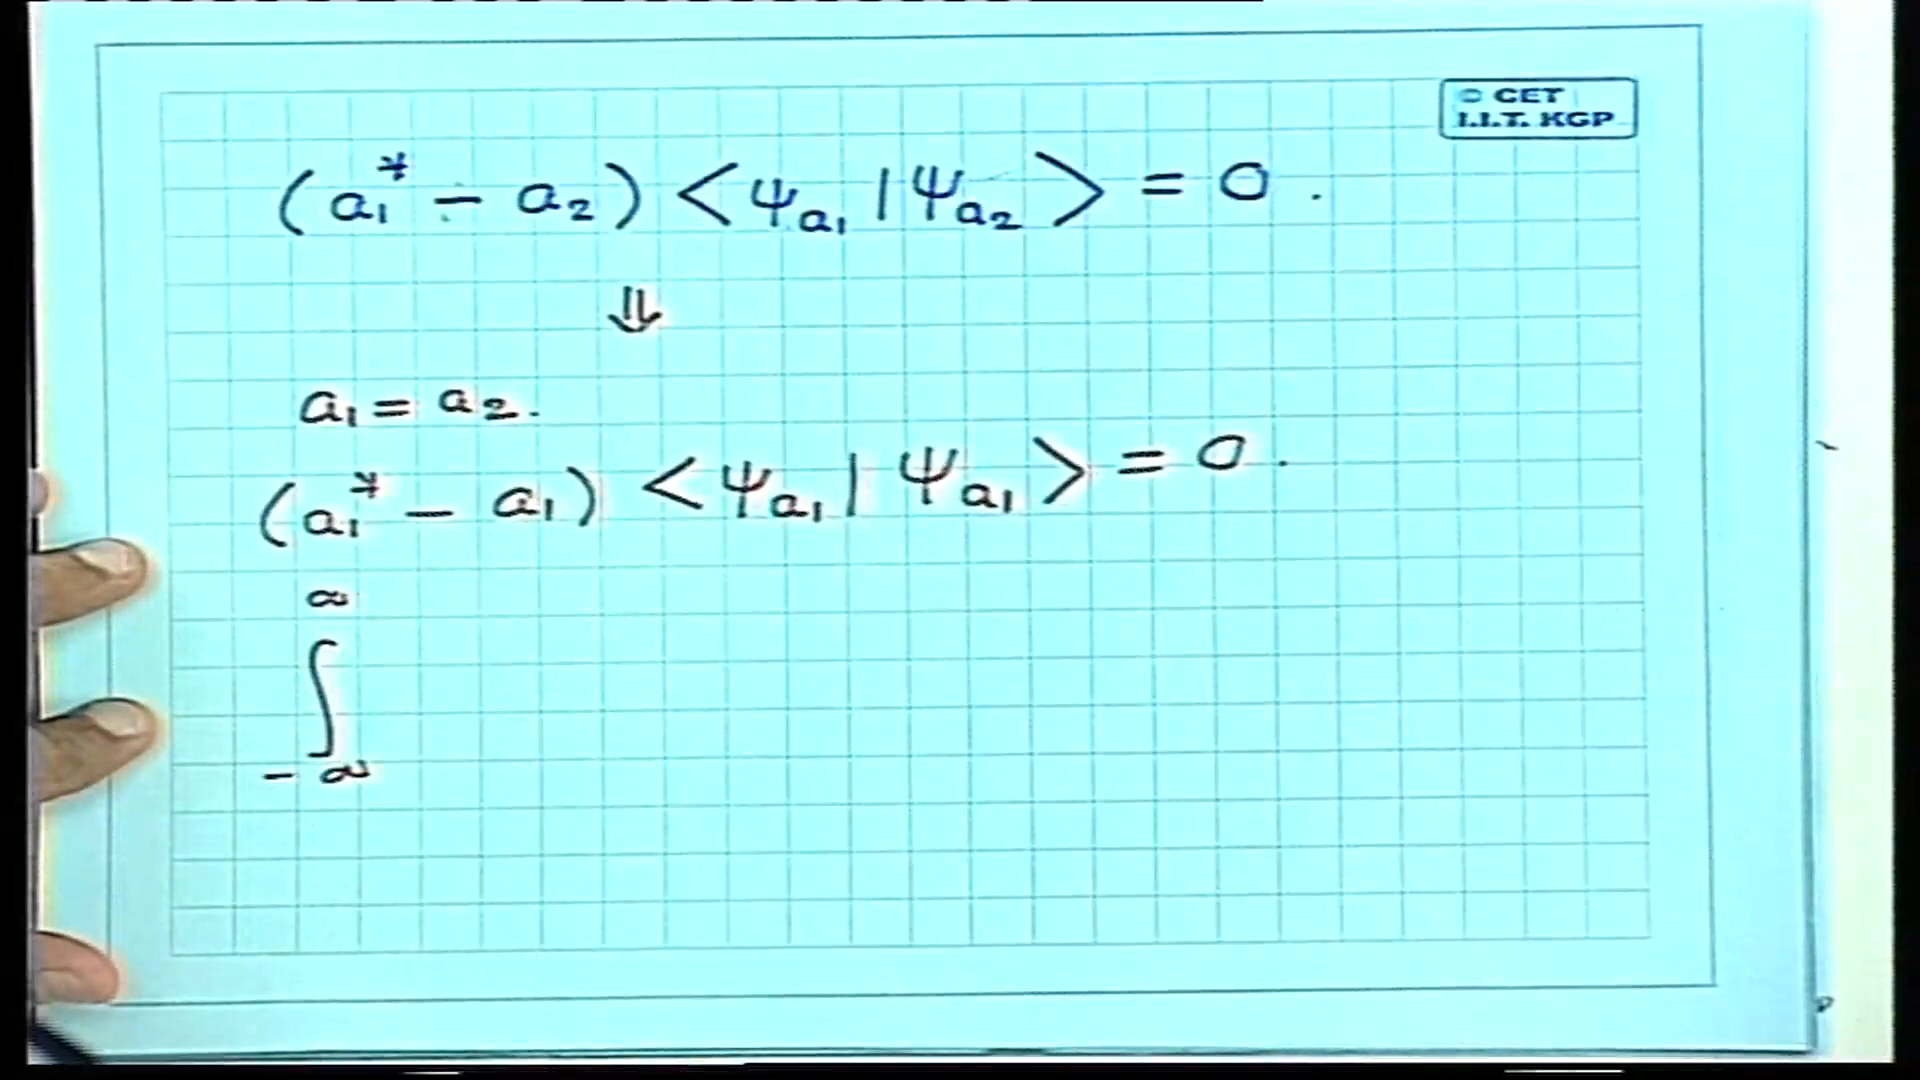 © CET
I.I.T. KGP
(a₁* - a₂) <ψₐ₁ | ψₐ₂> = 0 .
⇓
a₁ = a₂.
(a₁* - a₁) <ψₐ₁ | ψₐ₁> = 0 .
∞
∫
- ∞